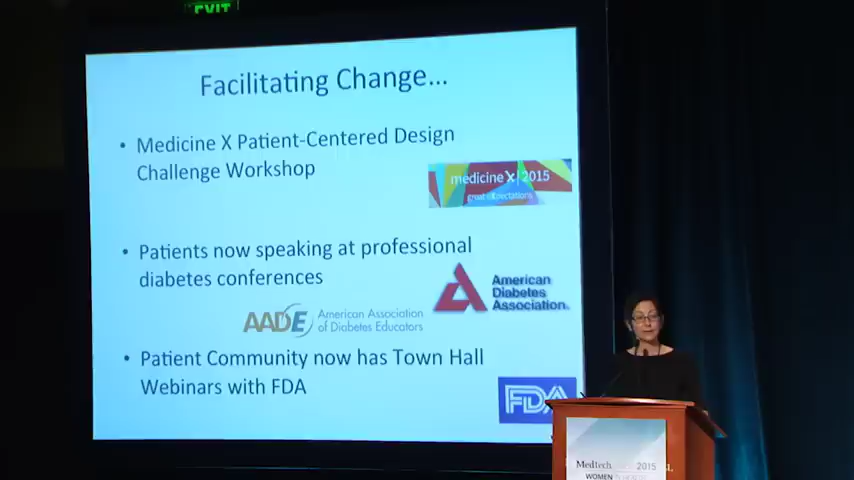 EXIT
Facilitating Change...
• Medicine X Patient-Centered Design
Challenge Workshop
medicine X | 2015
great eXpectations
• Patients now speaking at professional
diabetes conferences
American
Diabetes
Association.
AADE American Association
of Diabetes Educators
• Patient Community now has Town Hall
Webinars with FDA
FDA
MedTech 2015
WOMEN